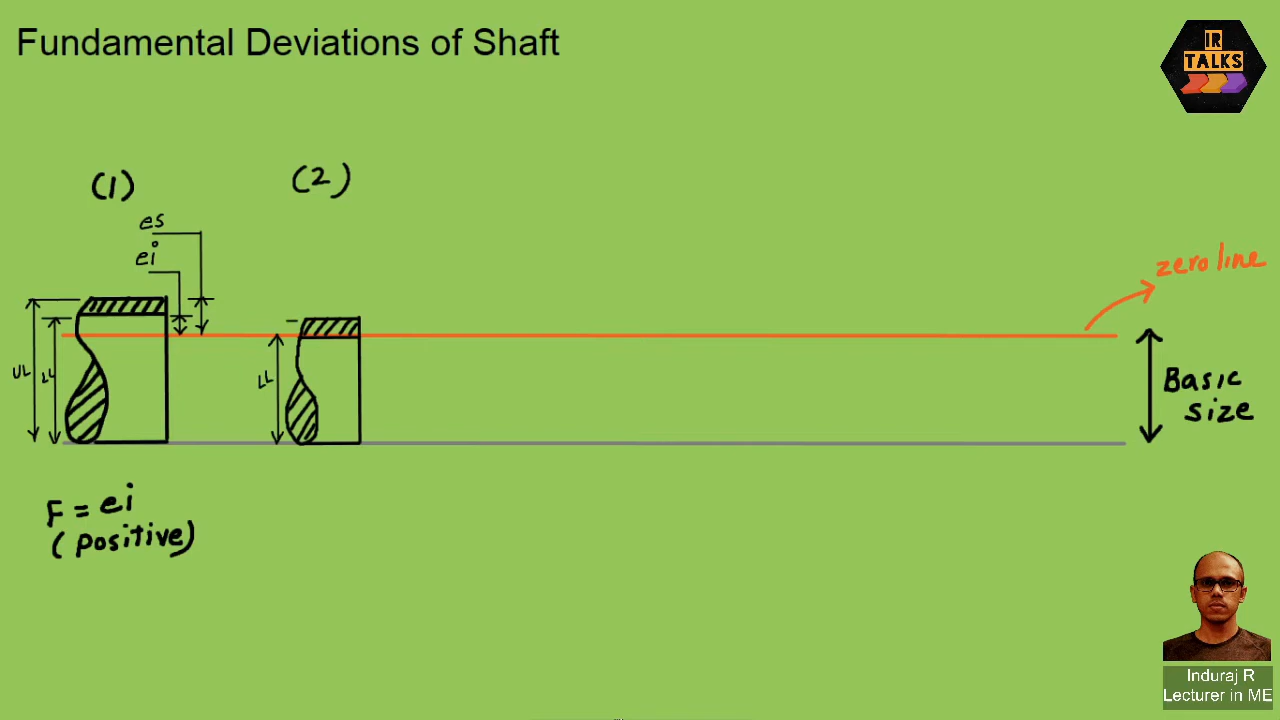 Fundamental Deviations of Shaft
IR
TALKS
(1)
(2)
es
ei
zero line
UL
LL
LL
Basic
size
F = ei
(positive)
Induraj R
Lecturer in ME